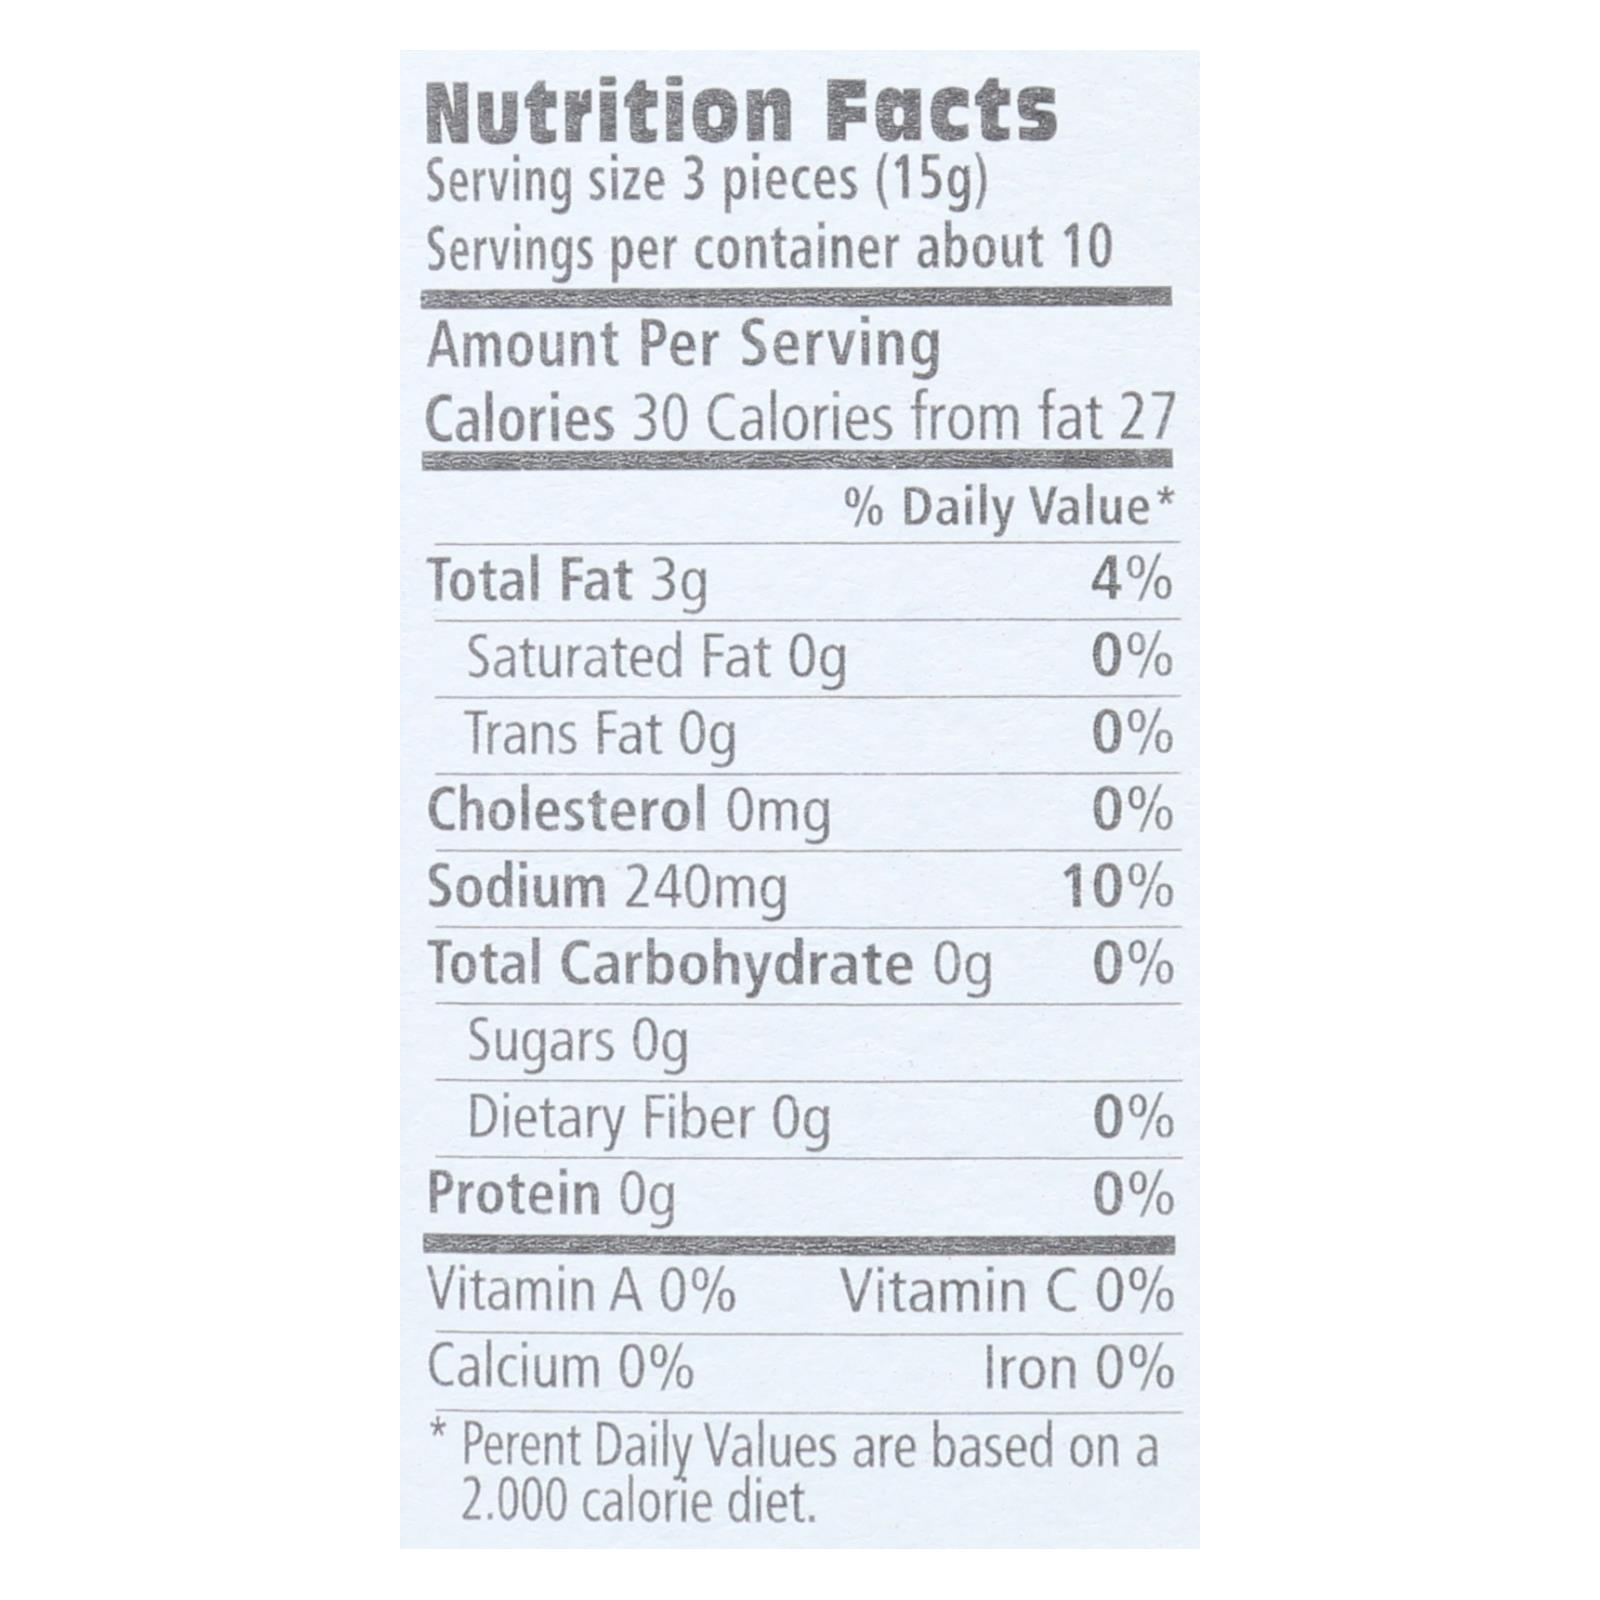 Nutrition Facts
Serving size 3 pieces (15g)
Servings per container about 10
Amount Per Serving
Calories 30 Calories from fat 27
% Daily Value*
Total Fat 3g 4%
Saturated Fat 0g 0%
Trans Fat 0g 0%
Cholesterol 0mg 0%
Sodium 240mg 10%
Total Carbohydrate 0g 0%
Sugars 0g
Dietary Fiber 0g 0%
Protein 0g 0%
Vitamin A 0% Vitamin C 0%
Calcium 0% Iron 0%
* Perent Daily Values are based on a
2.000 calorie diet.